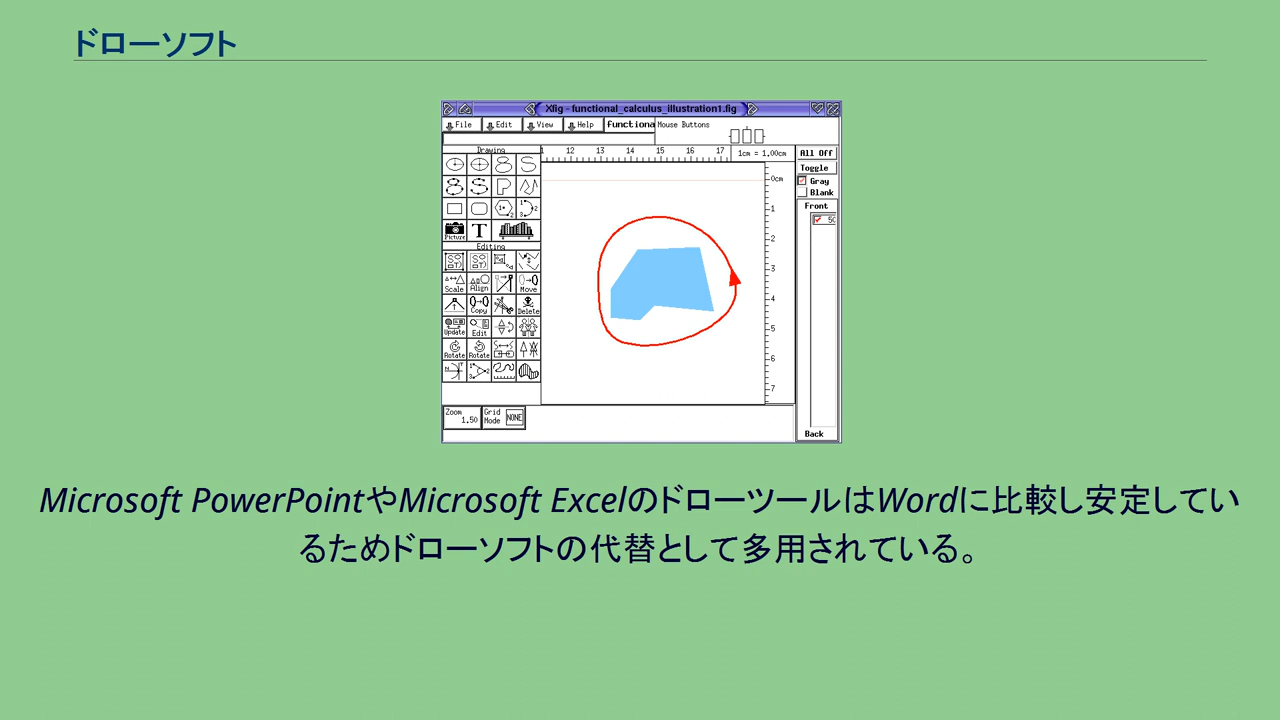 ドローソフト
Xfig - functional_calculus_illustration1.fig
File Edit View Help functiona Mouse Buttons
Drawing
12 13 14 15 16 17 1cm = 1.00cm All Off
Toggle
Gray
Blank
Front
0cm
1
2
3
4
5
6
7
Picture T
Editing
Scale Align Move
Copy Delete
Update Edit
Rotate Rotate
Zoom 1.50 Grid Mode NONE
Back
Microsoft PowerPointやMicrosoft ExcelのドローツールはWordに比較し安定してい
るためドローソフトの代替として多用されている。